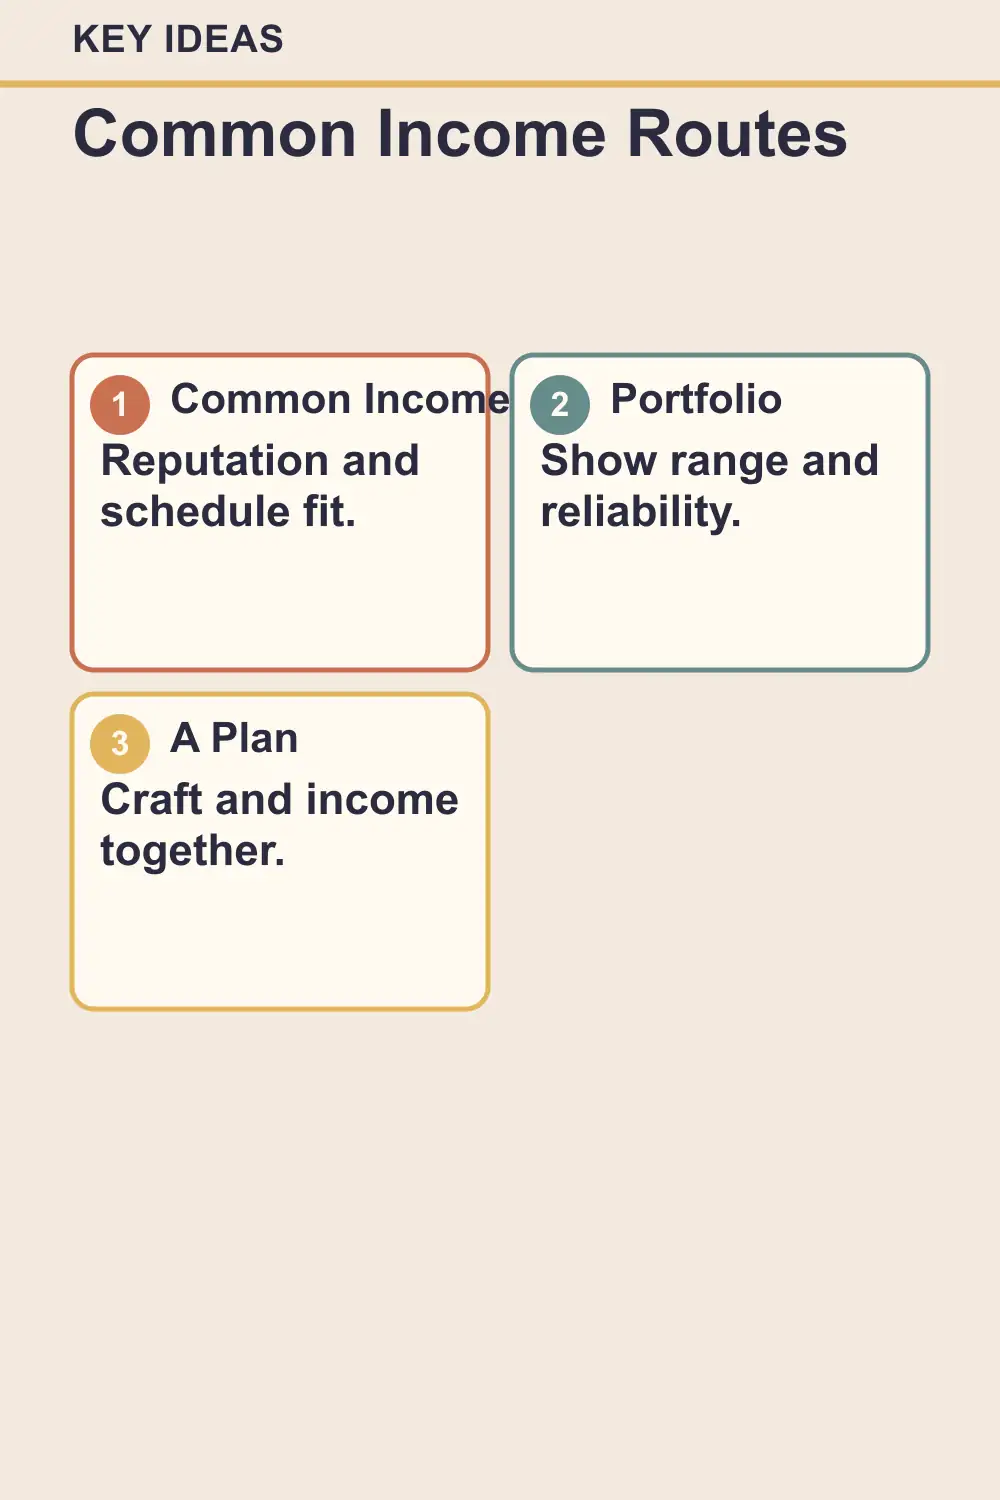 KEY IDEAS
Common Income Routes
1 Common Income
Reputation and
schedule fit.
2 Portfolio
Show range and
reliability.
3 A Plan
Craft and income
together.